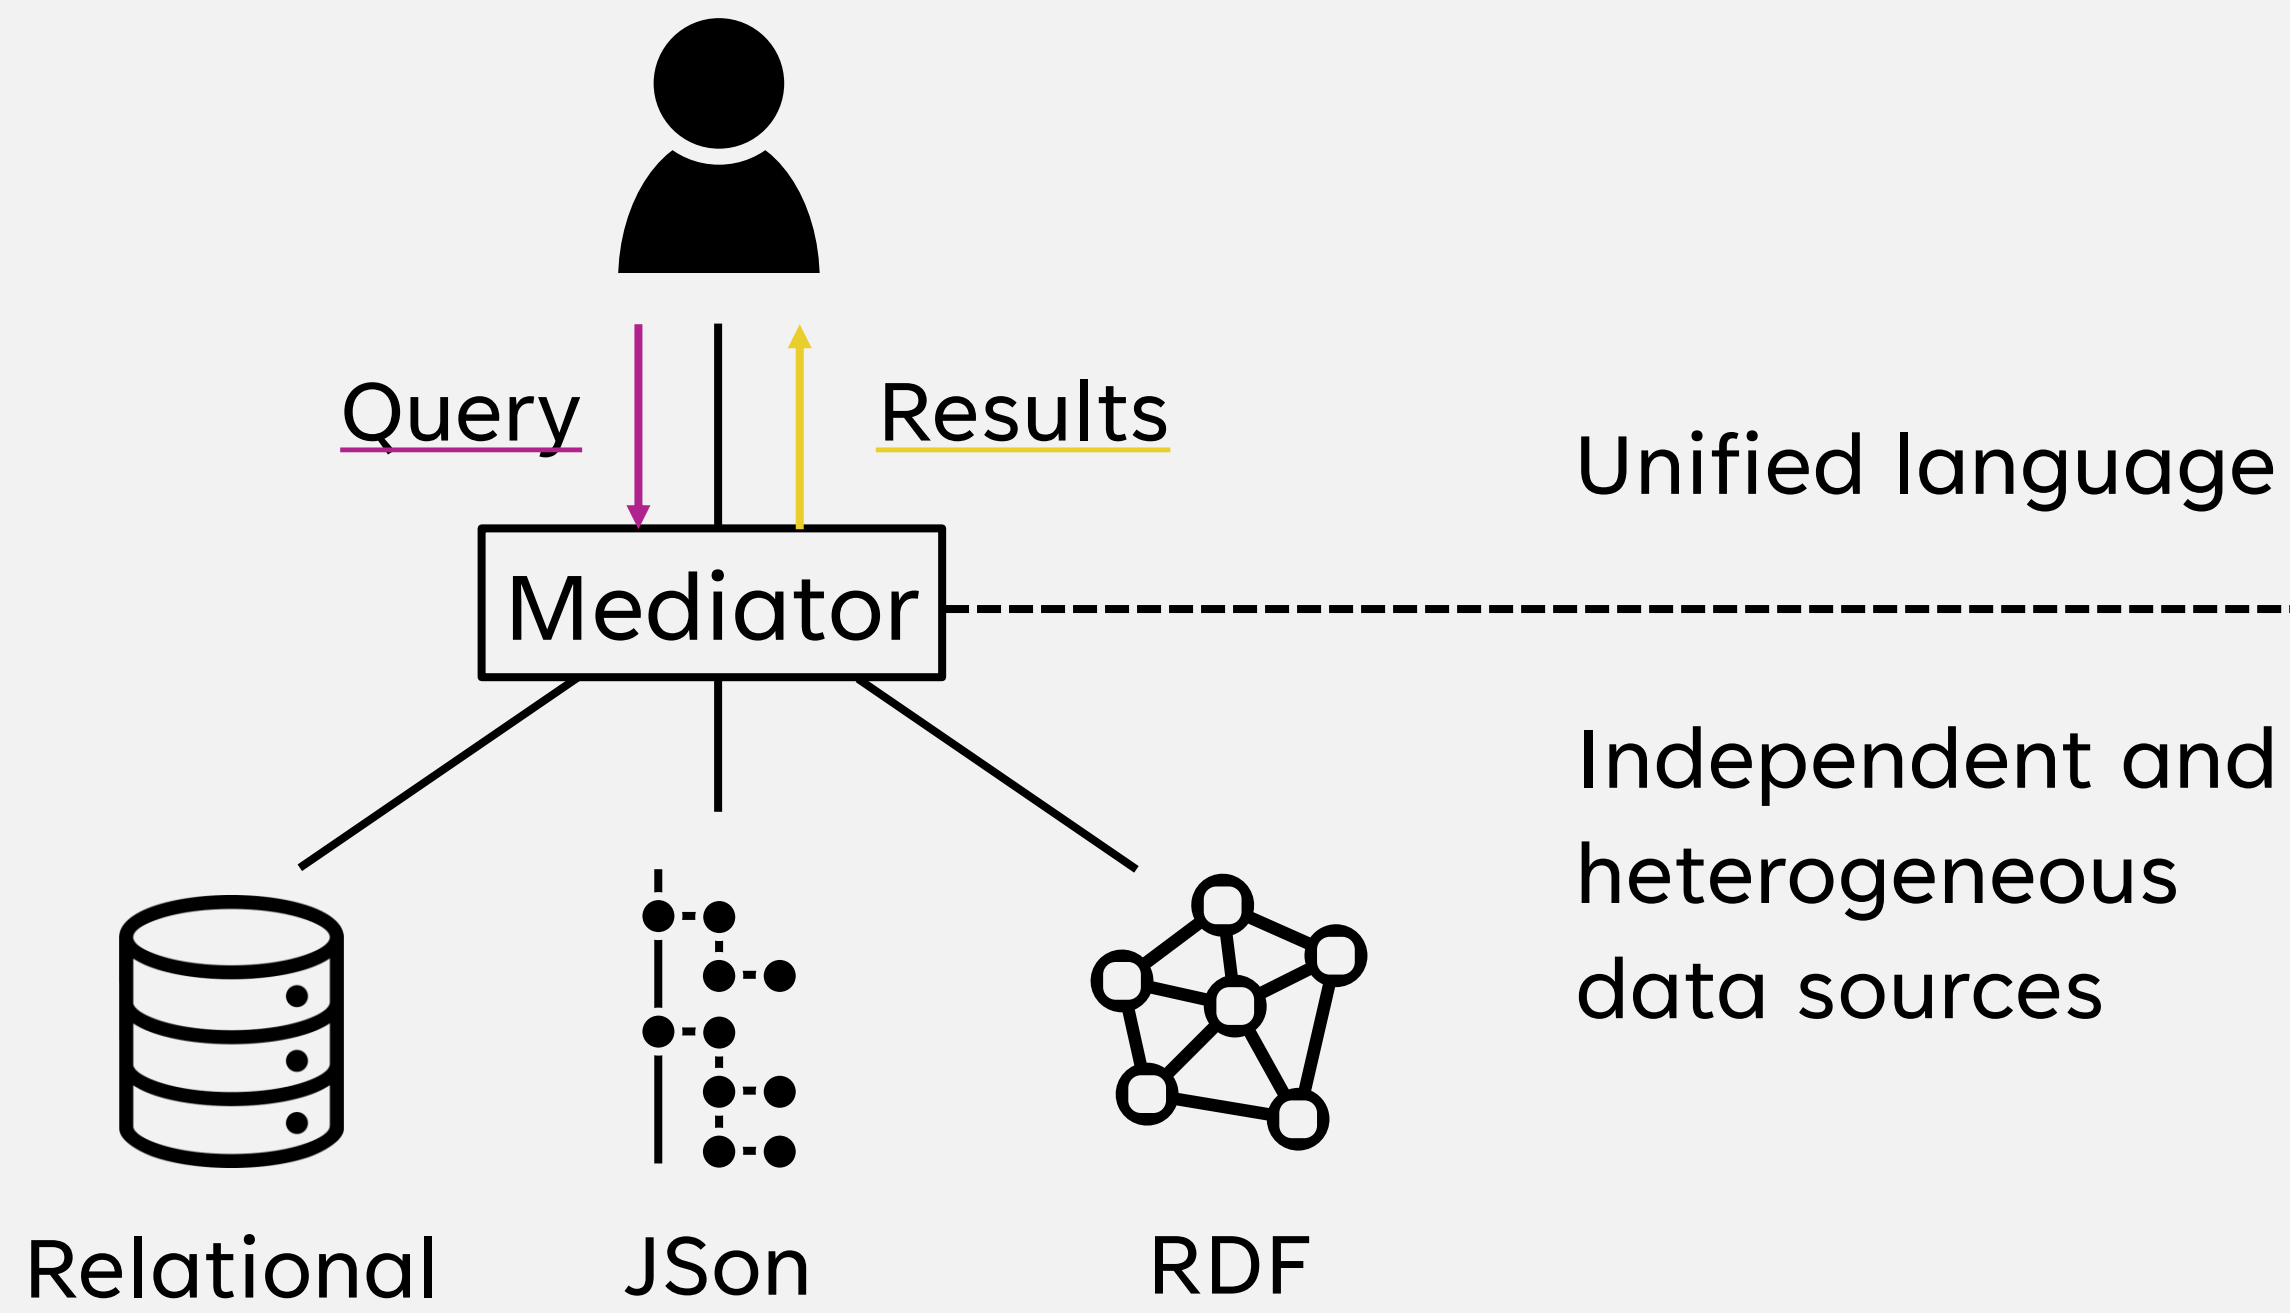 Query
Results
Unified language
Mediator
Independent and
heterogeneous
data sources
Relational
JSon
RDF